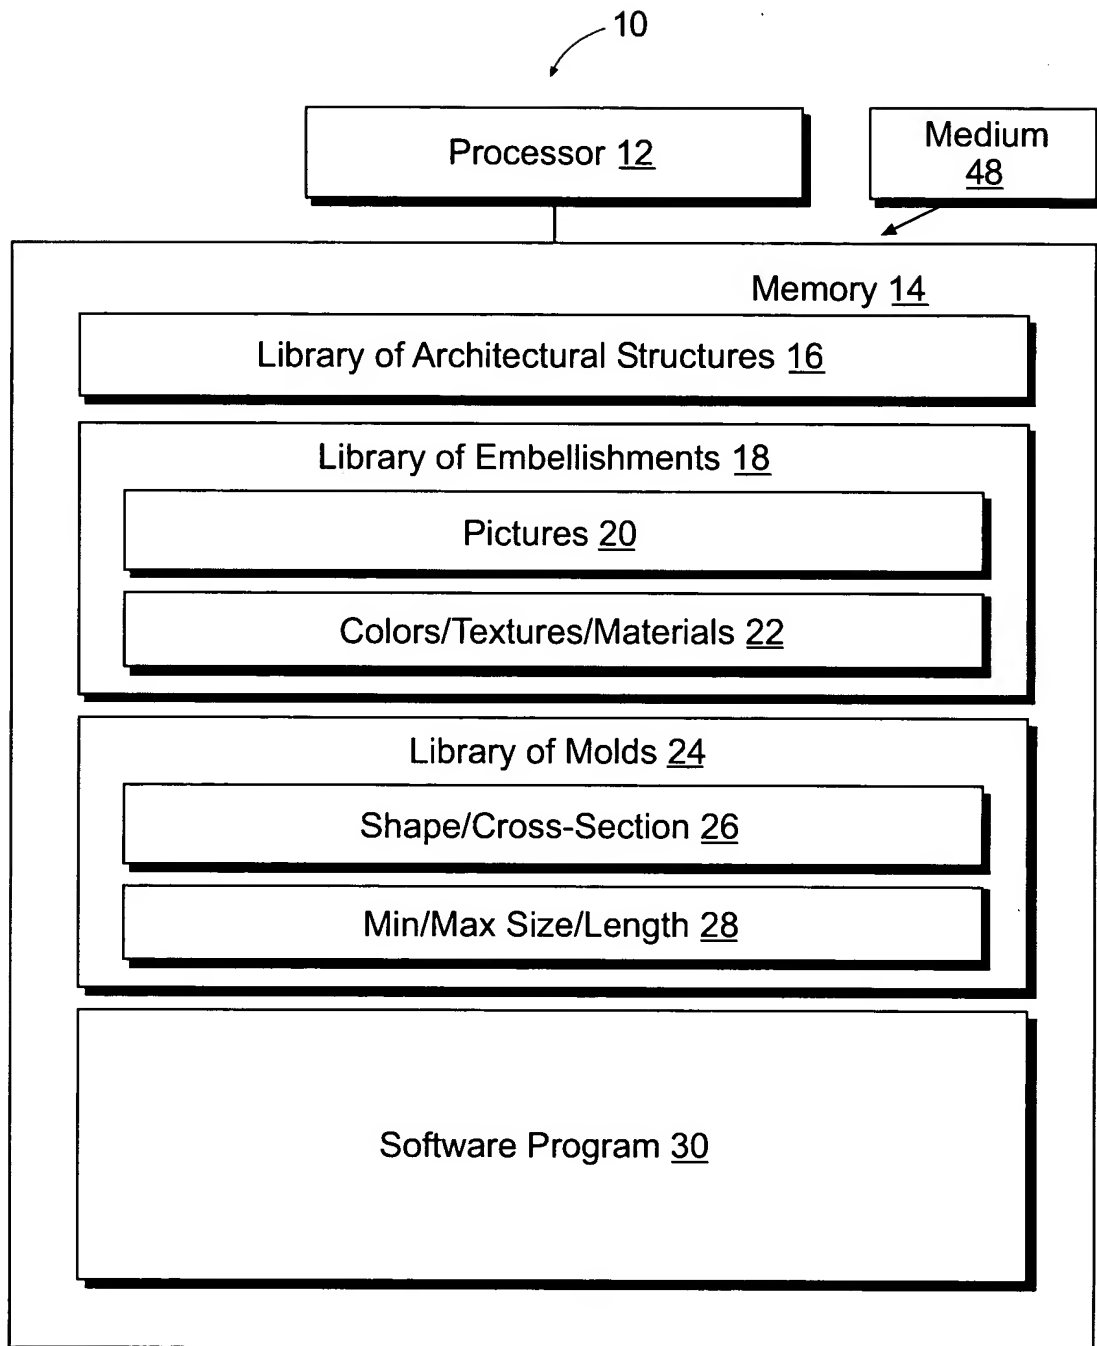 10
Processor 12
Medium
48
Memory 14
Library of Architectural Structures 16
Library of Embellishments 18
Pictures 20
Colors/Textures/Materials 22
Library of Molds 24
Shape/Cross-Section 26
Min/Max Size/Length 28
Software Program 30